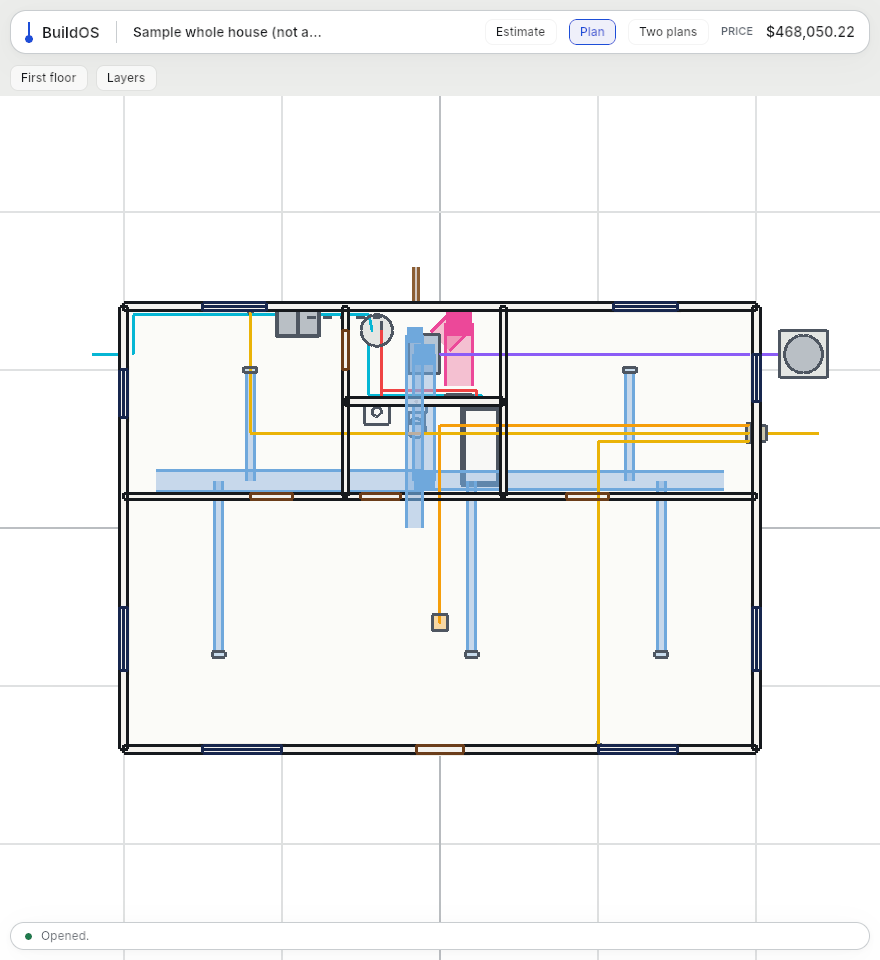 BuildOS
Sample whole house (not a...
Estimate
Plan
Two plans
PRICE
$468,050.22
First floor
Layers
Opened.